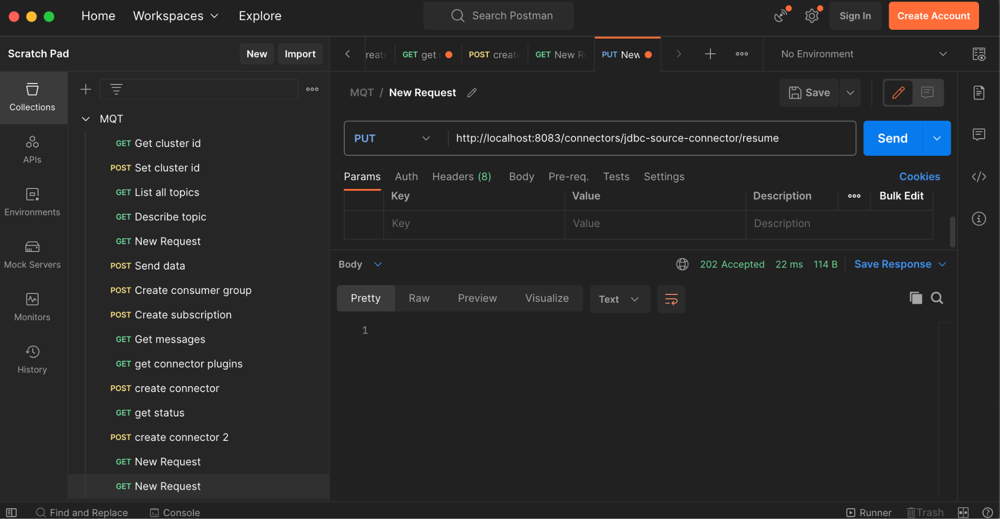 Home Workspaces Explore Search Postman Sign In Create Account
Scratch Pad New Import
GET get POST create GET New PUT New No Environment
Collections
APIs
Environments
Mock Servers
Monitors
History
MQT
GET Get cluster id
POST Set cluster id
GET List all topics
GET Describe topic
GET New Request
POST Send data
POST Create consumer group
POST Create subscription
GET Get messages
GET get connector plugins
POST create connector
GET get status
POST create connector 2
GET New Request
GET New Request
MQT / New Request Save
PUT http://localhost:8083/connectors/jdbc-source-connector/resume Send
Params Auth Headers (8) Body Pre-req. Tests Settings Cookies
Key Value Description Bulk Edit
Key Value Description
Body 202 Accepted 22 ms 114 B Save Response
Pretty Raw Preview Visualize Text
1
Find and Replace Console Runner Trash